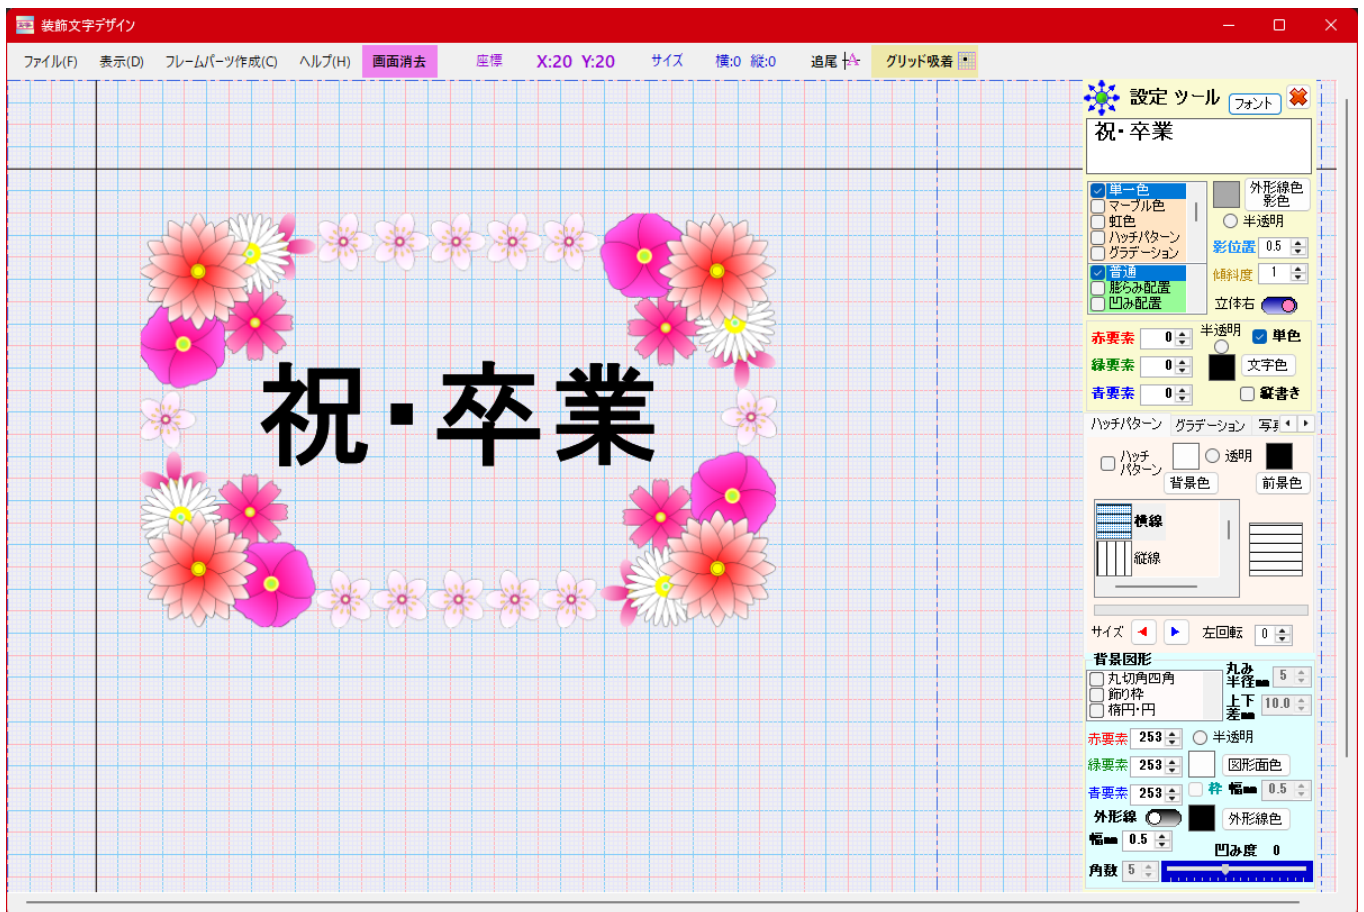 装飾文字デザイン
ファイル(F) 表示(D) フレームパーツ作成(C) ヘルプ(H) 画面消去 座標 X:20 Y:20 サイズ 横:0 縦:0 追尾 グリッド吸着
設定 ツール フォント
祝・卒業
単一色
マーブル色
虹色
ハッチパターン
グラデーション
外形線色
影色
半透明
影位置 0.5
普通
膨らみ配置
凹み配置
傾斜度 1
立体右
赤要素 0 半透明 単色
緑要素 0 文字色
青要素 0 縦書き
祝・卒業
ハッチパターン グラデーション 写真
ハッチ
パターン
透明
背景色 前景色
横線
縦線
サイズ 左回転 0
背景図形
丸切角四角
飾り枠
楕円・円
丸み
半径mm 5
上下
差mm 10.0
赤要素 253 半透明
緑要素 253 図形面色
青要素 253 枠 幅mm 0.5
外形線 外形線色
幅mm 0.5
凹み度 0
角数 5